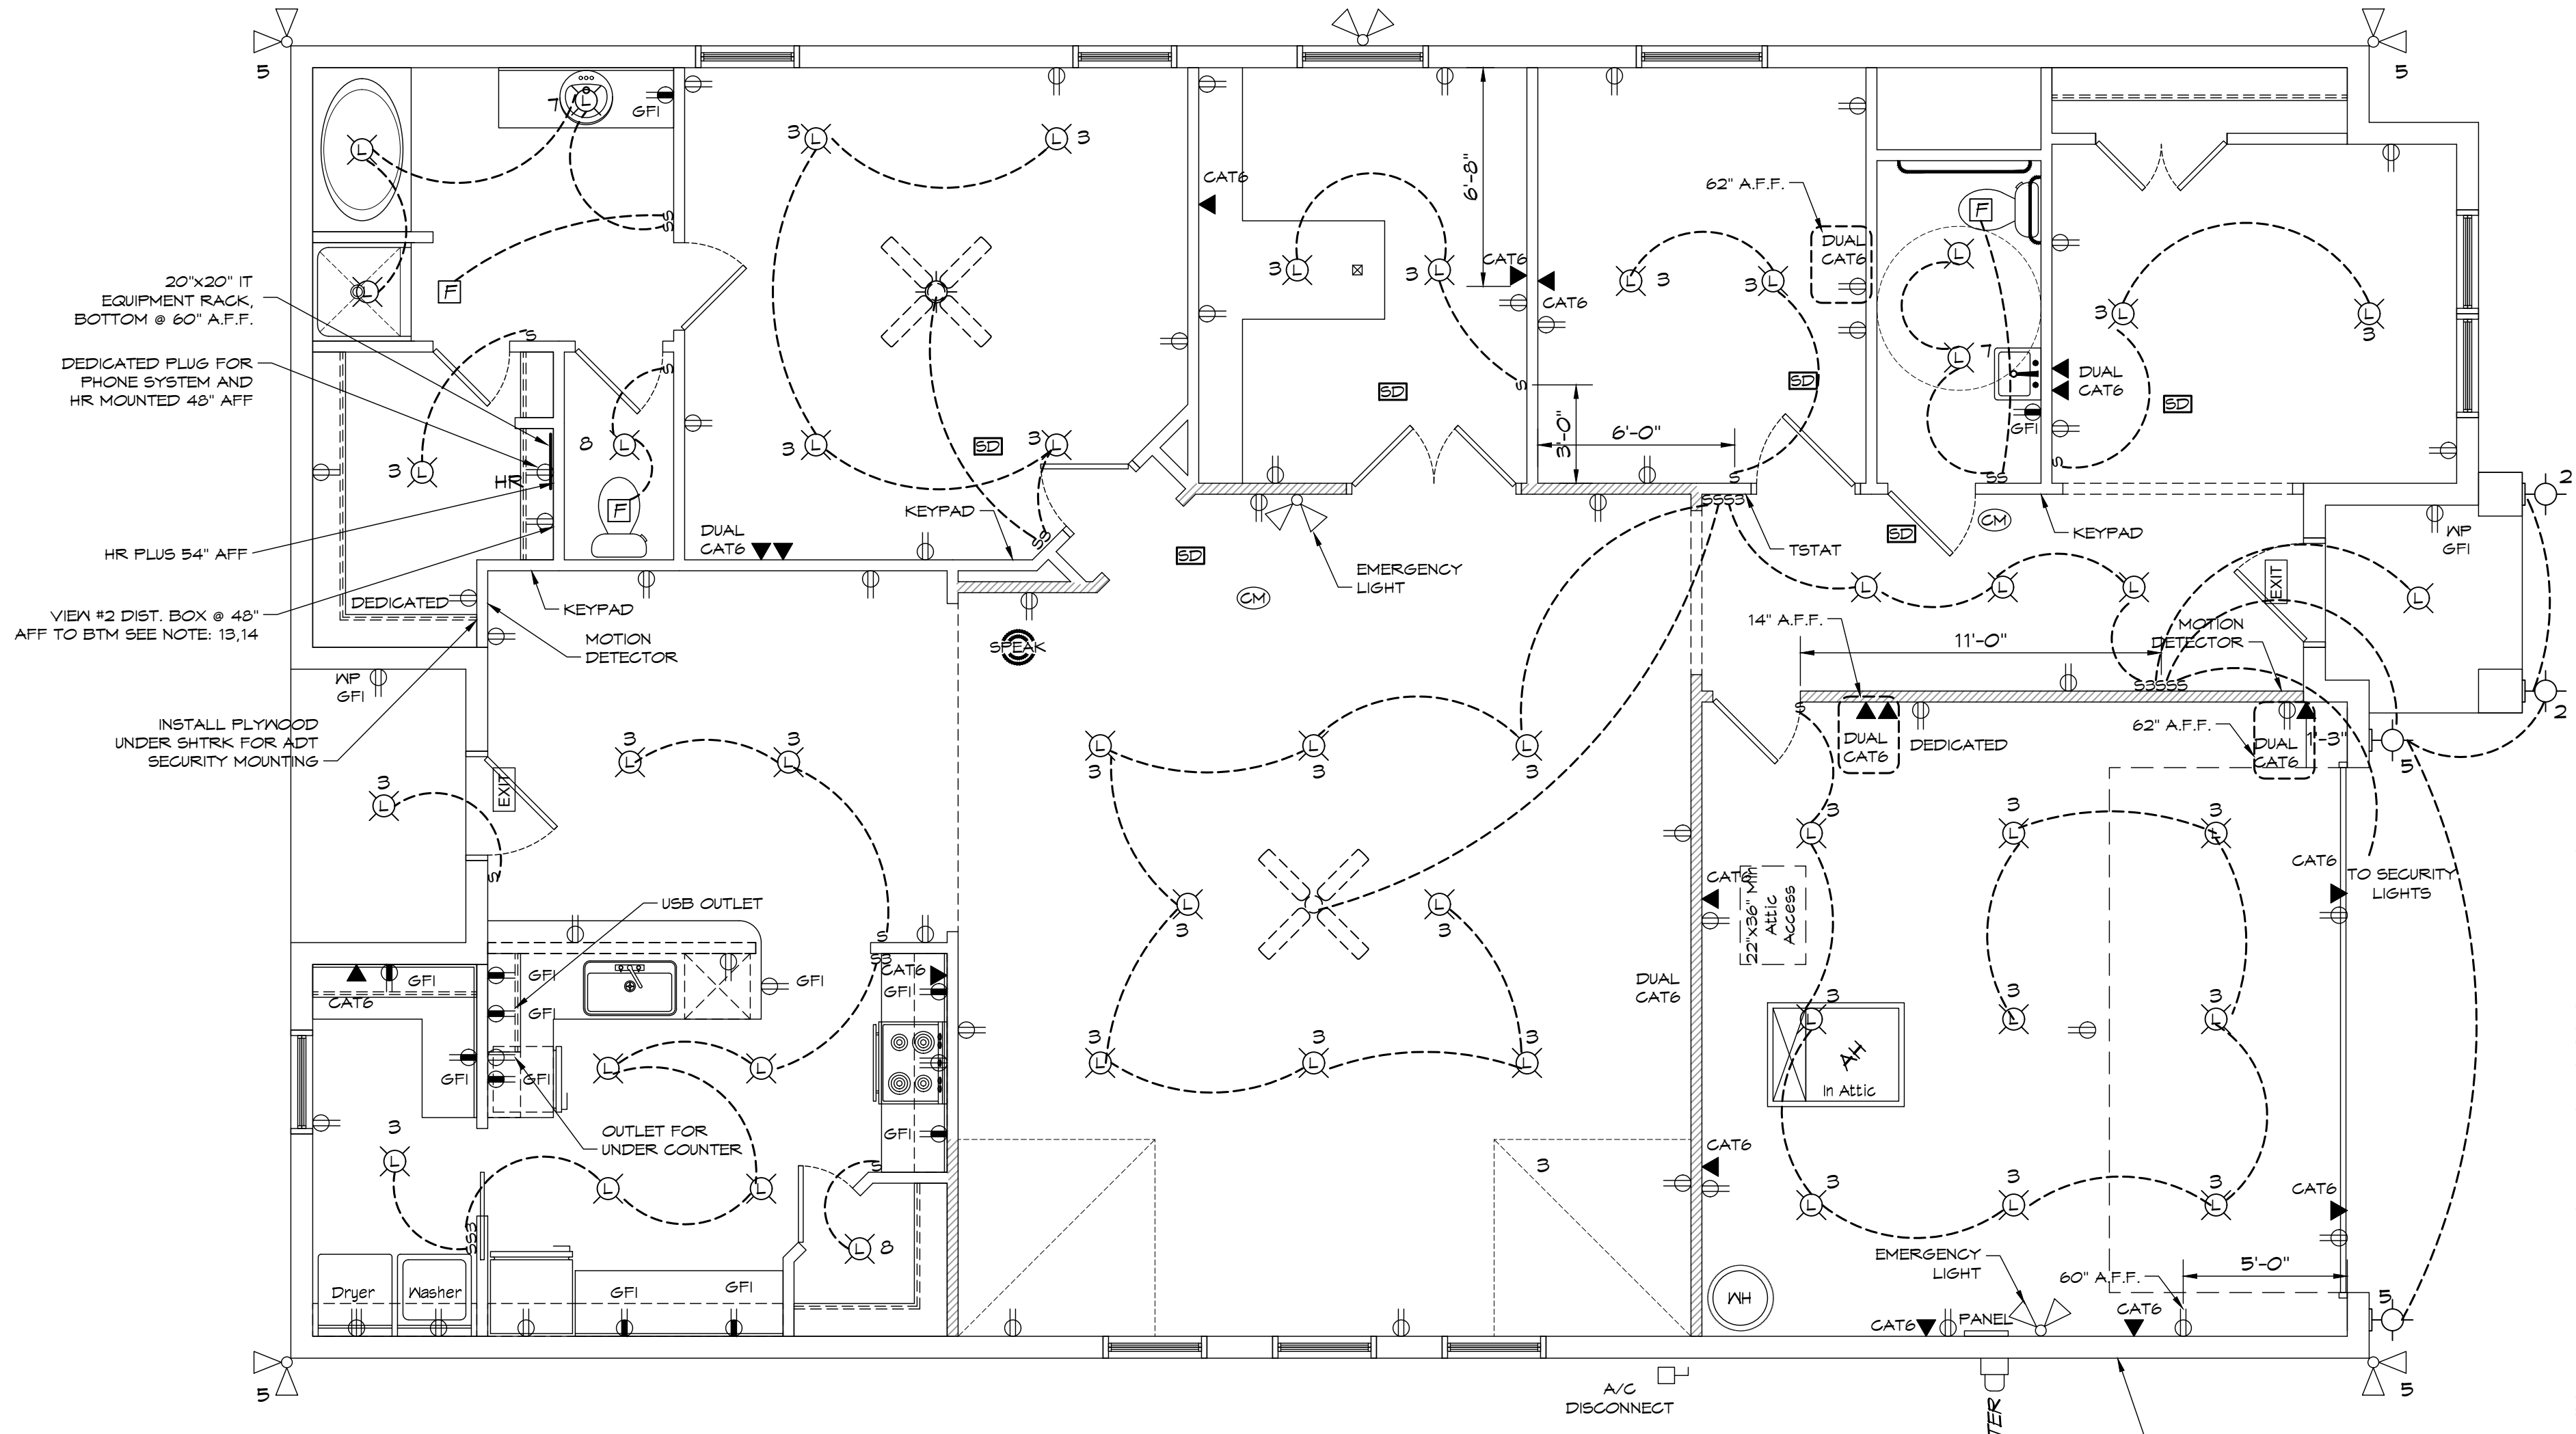 5
5
7
GFI
3
3
CAT6
6'-8"
62" A.F.F.
DUAL
CAT6
F
L
20"x20" IT
EQUIPMENT RACK,
BOTTOM @ 60" A.F.F.
F
3
3
CAT6
CAT6
3
3
3
3
DEDICATED PLUG FOR
PHONE SYSTEM AND
HR MOUNTED 48" AFF
S
SD
SD
7
DUAL
CAT6
SD
GFI
3'-0"
6'-0"
8
3
HR
F
3
SD
3
S
SS
SSS3
S
2
HR PLUS 54" AFF
DUAL
CAT6
KEYPAD
SS
SD
EMERGENCY
LIGHT
TSTAT
SD
CM
KEYPAD
WP
GFI
VIEW #2 DIST. BOX @ 48"
AFF TO BTM SEE NOTE: 13,14
DEDICATED
KEYPAD
CM
EXIT
MOTION
DETECTOR
SPEAK
14" A.F.F.
11'-0"
MOTION
DETECTOR
S3SSS
2
WP
GFI
INSTALL PLYWOOD
UNDER SHTRK FOR ADT
SECURITY MOUNTING
3
3
3
3
3
S
DUAL
CAT6
DEDICATED
62" A.F.F.
DUAL
CAT6
1'-3"
5
3
EXIT
S
3
3
3
CAT6
TO SECURITY
LIGHTS
USB OUTLET
CAT6
22"x36" Min
Attic
Access
3
3
S
S3
CAT6
GFI
GFI
GFI
GFI
GFI
CAT6
DUAL
CAT6
3
3
3
GFI
GFI
AH
In Attic
3
OUTLET FOR
UNDER COUNTER
GFI
3
3
3
CAT6
3
S
3
3
3
CAT6
SS3
8
EMERGENCY
LIGHT
60" A.F.F.
5'-0"
Dryer
Washer
GFI
GFI
WH
CAT6
PANEL
CAT6
5
5
A/C
DISCONNECT
5